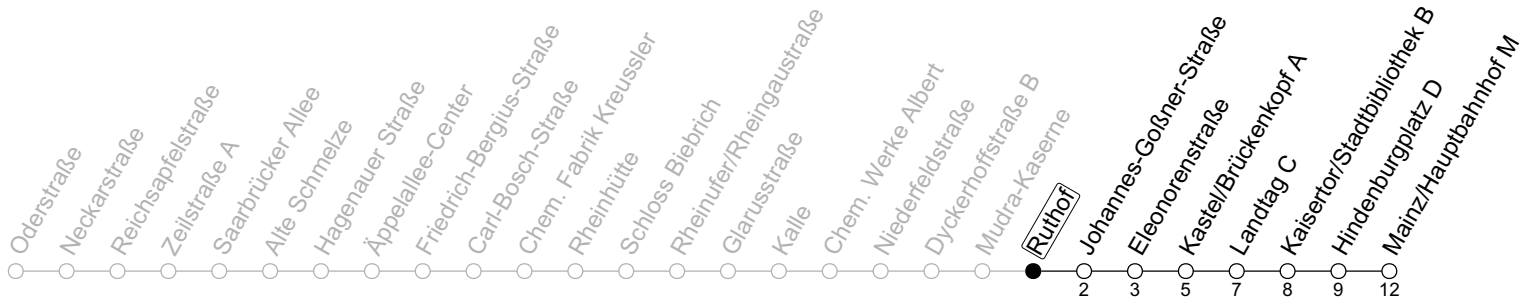 Oderstraße
Neckarstraße
Reichsapfelstraße
Zeilstraße A
Saarbrücker Allee
Alte Schmelze
Hagenauer Straße
Äppelallee-Center
Friedrich-Bergius-Straße
Carl-Bosch-Straße
Chem. Fabrik Kreussler
Rheinhütte
Schloss Biebrich
Rheinufer/Rheingaustraße
Glarusstraße
Kalle
Chem. Werke Albert
Niederfeldstraße
Dyckerhoffstraße B
Mudra-Kaserne
Ruthof
Johannes-Goßner-Straße
Eleonorenstraße
Kastel/Brückenkopf A
Landtag C
Kaisertor/Stadtbibliothek B
Hindenburgplatz D
Mainz/Hauptbahnhof M
2 3 5 7 8 9 12